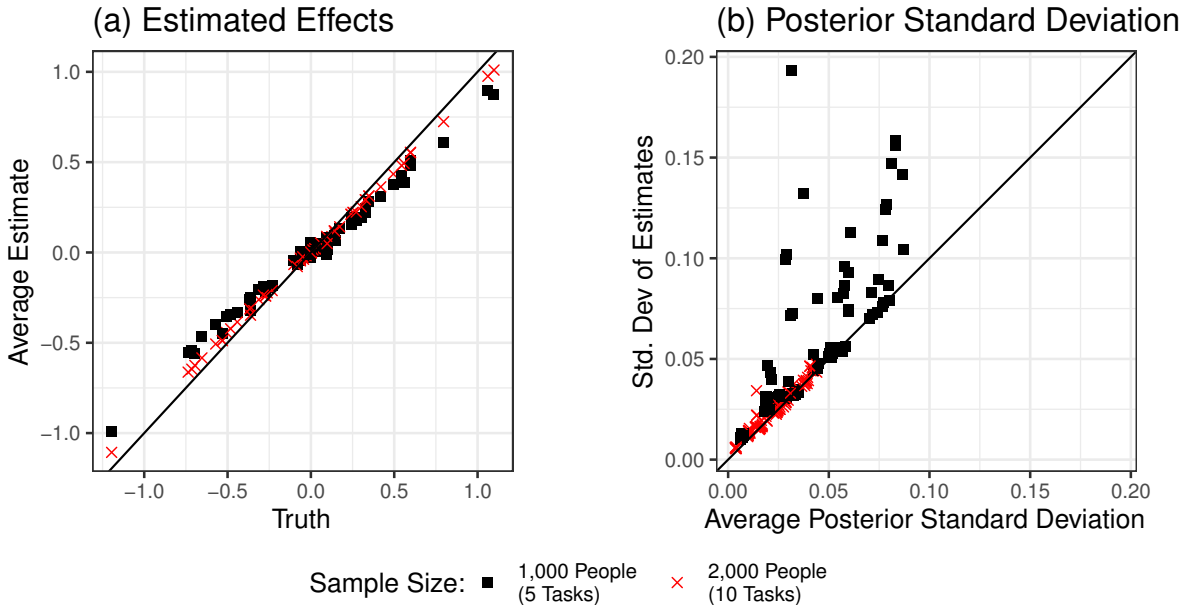 (a) Estimated Effects
(b) Posterior Standard Deviation
Average Estimate
1.0
0.5
0.0
−0.5
−1.0
−1.0
−0.5
0.0
0.5
1.0
Truth
Std. Dev of Estimates
0.20
0.15
0.10
0.05
0.00
0.00
0.05
0.10
0.15
0.20
Average Posterior Standard Deviation
Sample Size:
1,000 People
(5 Tasks)
2,000 People
(10 Tasks)